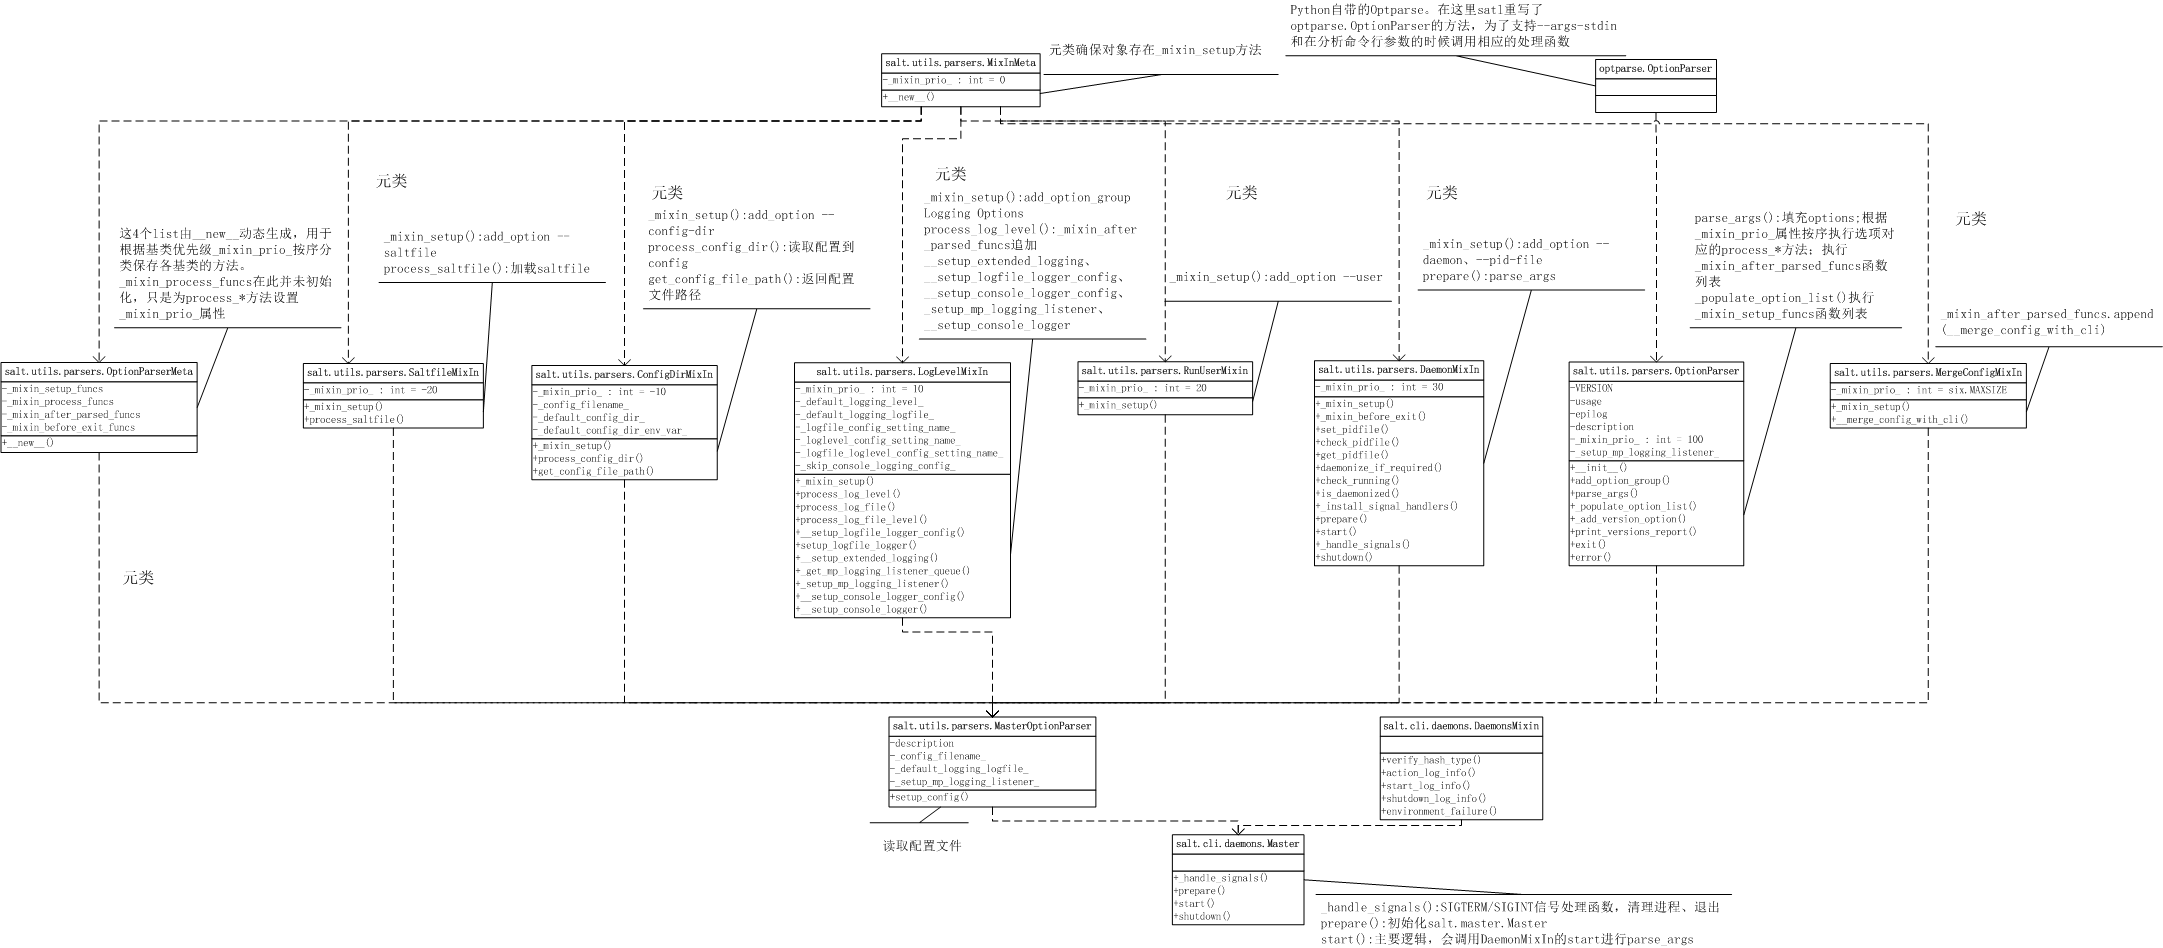 Python自带的Optparse。在这里satl重写了
optparse.OptionParser的方法，为了支持--args-stdin
和在分析命令行参数的时候调用相应的处理函数
元类确保对象存在_mixin_setup方法
salt.utils.parsers.MixInMeta
-_mixin_prio_ : int = 0
+__new__()
optparse.OptionParser
元类
元类
元类
元类
元类
元类
元类
这4个list由__new__动态生成，用于
根据基类优先级_mixin_prio_按序分
类保存各基类的方法。
_mixin_process_funcs在此并未初始
化，只是为process_*方法设置
_mixin_prio_属性
_mixin_setup():add_option --
saltfile
process_saltfile():加载saltfile
_mixin_setup():add_option --
config-dir
process_config_dir():读取配置到
config
get_config_file_path():返回配置
文件路径
_mixin_setup():add_option_group
Logging Options
process_log_level():_mixin_after
_parsed_funcs追加
__setup_extended_logging、
__setup_logfile_logger_config、
__setup_console_logger_config、
_setup_mp_logging_listener、
__setup_console_logger
_mixin_setup():add_option --user
_mixin_setup():add_option --
daemon、--pid-file
prepare():parse_args
parse_args():填充options;根据
_mixin_prio_属性按序执行选项对
应的process_*方法；执行
_mixin_after_parsed_funcs函数
列表
_populate_option_list()执行
_mixin_setup_funcs函数列表
_mixin_after_parsed_funcs.append
(__merge_config_with_cli)
salt.utils.parsers.OptionParserMeta
-_mixin_setup_funcs
-_mixin_process_funcs
-_mixin_after_parsed_funcs
-_mixin_before_exit_funcs
+__new__()
salt.utils.parsers.SaltfileMixIn
-_mixin_prio_ : int = -20
+_mixin_setup()
+process_saltfile()
salt.utils.parsers.ConfigDirMixIn
-_mixin_prio_ : int = -10
-_config_filename_
-_default_config_dir_
-_default_config_dir_env_var_
+_mixin_setup()
+process_config_dir()
+get_config_file_path()
salt.utils.parsers.LogLevelMixIn
-_mixin_prio_ : int = 10
-_default_logging_level_
-_default_logging_logfile_
-_logfile_config_setting_name_
-_loglevel_config_setting_name_
-_logfile_loglevel_config_setting_name_
-_skip_console_logging_config_
+_mixin_setup()
+process_log_level()
+process_log_file()
+process_log_file_level()
+__setup_logfile_logger_config()
+setup_logfile_logger()
+__setup_extended_logging()
+_get_mp_logging_listener_queue()
+_setup_mp_logging_listener()
+__setup_console_logger_config()
+__setup_console_logger()
salt.utils.parsers.RunUserMixin
-_mixin_prio_ : int = 20
+_mixin_setup()
salt.utils.parsers.DaemonMixIn
-_mixin_prio_ : int = 30
+_mixin_setup()
+_mixin_before_exit()
+set_pidfile()
+check_pidfile()
+get_pidfile()
+daemonize_if_required()
+check_running()
+is_daemonized()
+_install_signal_handlers()
+prepare()
+start()
+_handle_signals()
+shutdown()
salt.utils.parsers.OptionParser
-VERSION
-usage
-epilog
-description
-_mixin_prio_ : int = 100
-_setup_mp_logging_listener_
+__init__()
+add_option_group()
+parse_args()
+_populate_option_list()
+_add_version_option()
+print_versions_report()
+exit()
+error()
salt.utils.parsers.MergeConfigMixIn
-_mixin_prio_ : int = six.MAXSIZE
+_mixin_setup()
+__merge_config_with_cli()
salt.utils.parsers.MasterOptionParser
-description
-_config_filename_
-_default_logging_logfile_
-_setup_mp_logging_listener_
+setup_config()
读取配置文件
salt.cli.daemons.DaemonsMixin
+verify_hash_type()
+action_log_info()
+start_log_info()
+shutdown_log_info()
+environment_failure()
salt.cli.daemons.Master
+_handle_signals()
+prepare()
+start()
+shutdown()
_handle_signals():SIGTERM/SIGINT信号处理函数，清理进程、退出
prepare():初始化salt.master.Master
start():主要逻辑，会调用DaemonMixIn的start进行parse_args